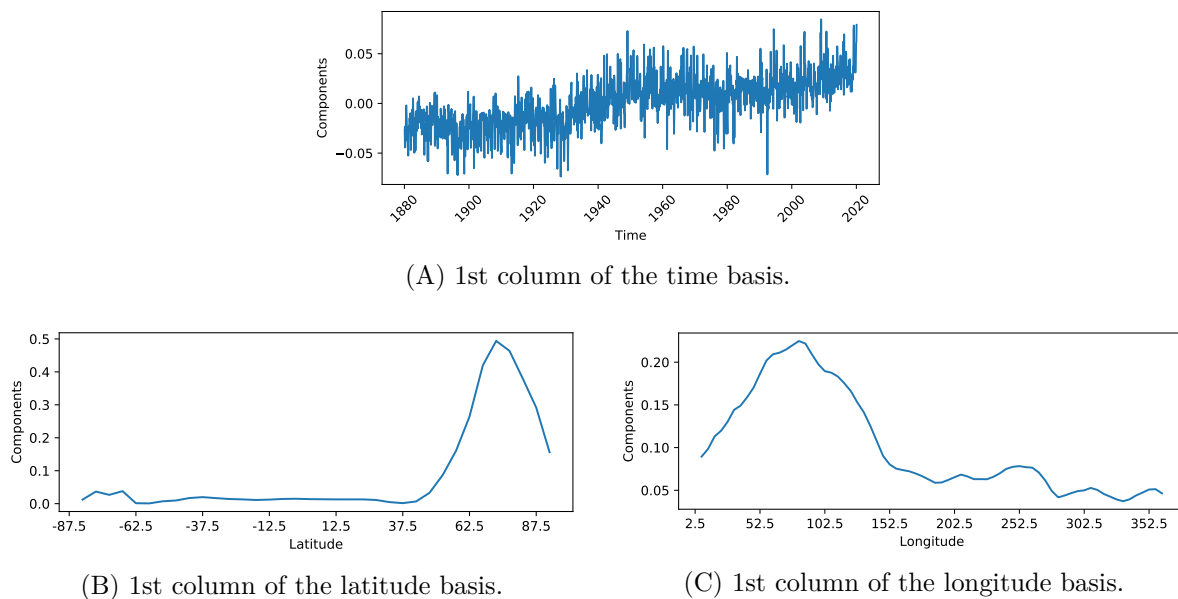 0.05
0.00
−0.05
Components
1880 1900 1920 1940 1960 1980 2000 2020
Time
(A) 1st column of the time basis.
0.5
0.4
0.3
0.2
0.1
0.0
Components
-87.5 -62.5 -37.5 -12.5 12.5 37.5 62.5 87.5
Latitude
(B) 1st column of the latitude basis.
0.20
0.15
0.10
0.05
Components
2.5 52.5 102.5 152.5 202.5 252.5 302.5 352.5
Longitude
(C) 1st column of the longitude basis.